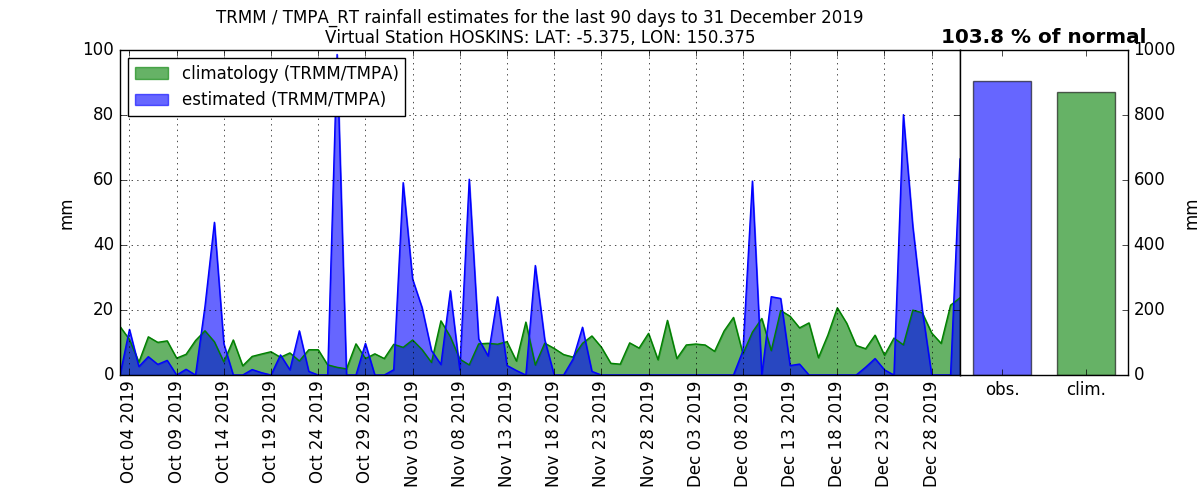 TRMM / TMPA_RT rainfall estimates for the last 90 days to 31 December 2019
Virtual Station HOSKINS: LAT: -5.375, LON: 150.375
103.8 % of normal
climatology (TRMM/TMPA)
estimated (TRMM/TMPA)
100
80
60
40
20
0
mm
1000
800
600
400
200
0
mm
Oct 04 2019
Oct 09 2019
Oct 14 2019
Oct 19 2019
Oct 24 2019
Oct 29 2019
Nov 03 2019
Nov 08 2019
Nov 13 2019
Nov 18 2019
Nov 23 2019
Nov 28 2019
Dec 03 2019
Dec 08 2019
Dec 13 2019
Dec 18 2019
Dec 23 2019
Dec 28 2019
obs.
clim.